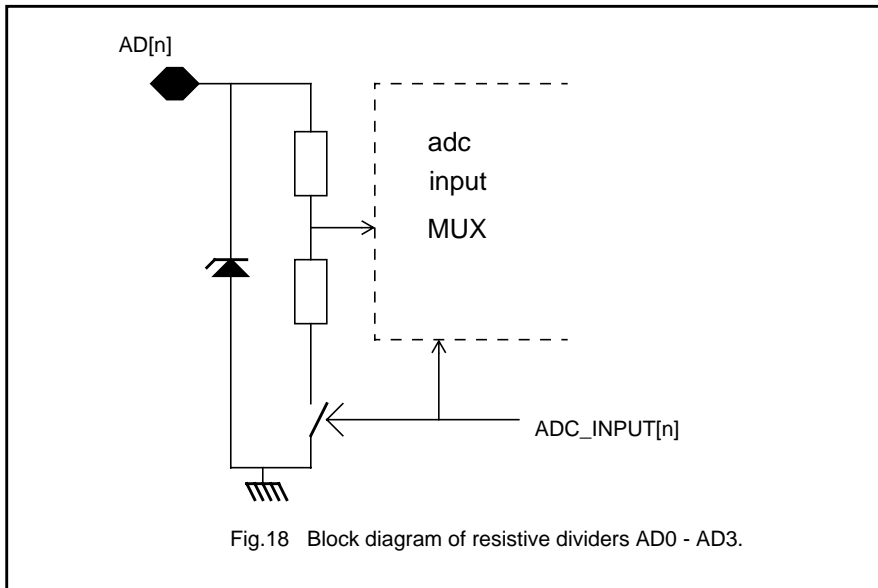 AD[n]
adc
input
MUX
ADC_INPUT[n]
Fig.18 Block diagram of resistive dividers AD0 - AD3.